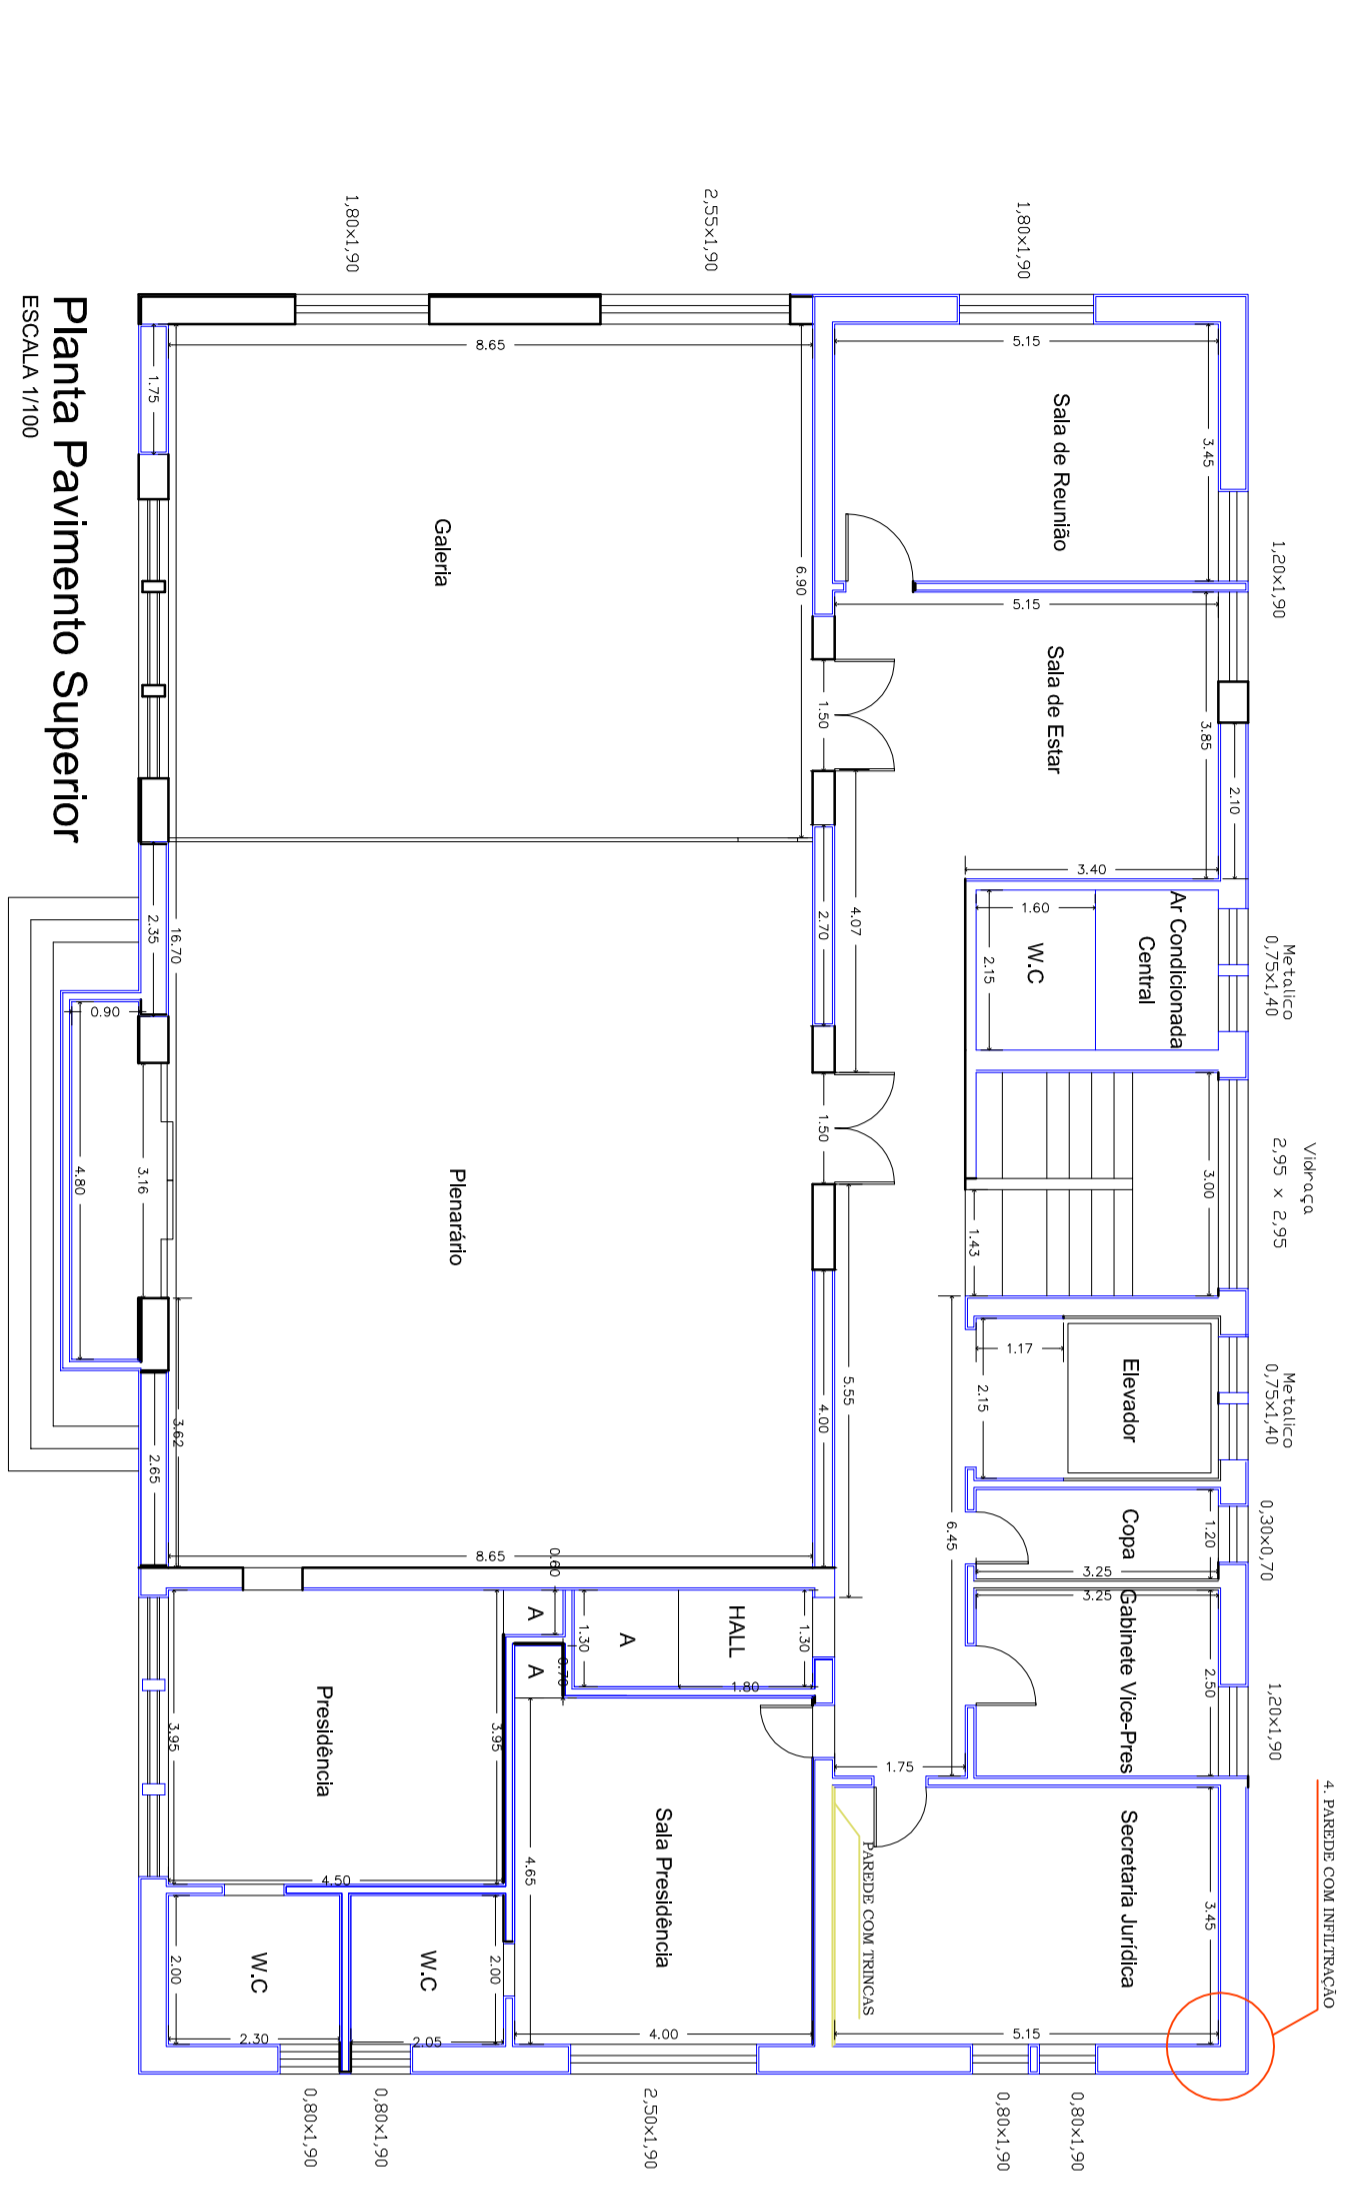 4. PAREDE COM INFILTRAÇÃO
Vidraça
2,95 x 2,95
Metalico
0,75x1,40
Metalico
0,75x1,40
1,20x1,90
0,30x0,70
1,20x1,90
2.10
3.45
3.85
3.00
1.20
2.50
3.45
Ar Condicionada
Central
Elevador
Copa
Gabinete Vice-Pres
Secretaria Jurídica
3.40
3.25
3.25
Sala de Reunião
Sala de Estar
W.C
1,80x1,90
5.15
5.15
1.60
1.17
5.15
0,80x1,90
0,80x1,90
2.15
1.43
2.15
6.45
1.75
PAREDE COM TRINCAS
4.07
5.55
1.50
2.70
1.50
4.00
6.90
1.30
HALL
1.80
2,55x1,90
Sala Presidência
4.00
2,50x1,90
A
1.30
0.70
0.60
A
A
4.65
8.65
8.65
3.95
2.00
Galeria
Plenarário
W.C
2.05
0,80x1,90
1,80x1,90
Presidência
4.50
W.C
2.30
0,80x1,90
16.70
3.62
3.95
2.00
1.75
2.35
3.16
2.65
0.90
4.80
Planta Pavimento Superior
ESCALA 1/100